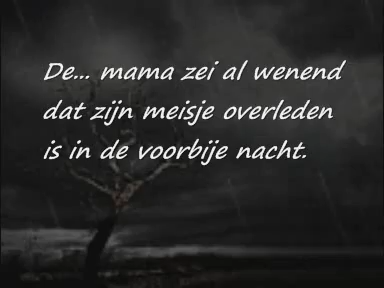 De... mama zei al wenend
dat zijn meisje overleden
is in de voorbije nacht.